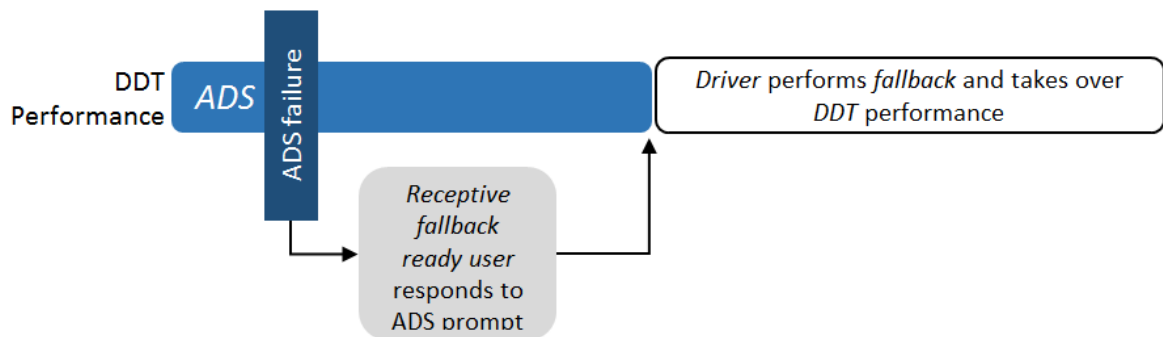 DDT
Performance
ADS
ADS failure
Driver performs fallback and takes over
DDT performance
Receptive
fallback
ready user
responds to
ADS prompt